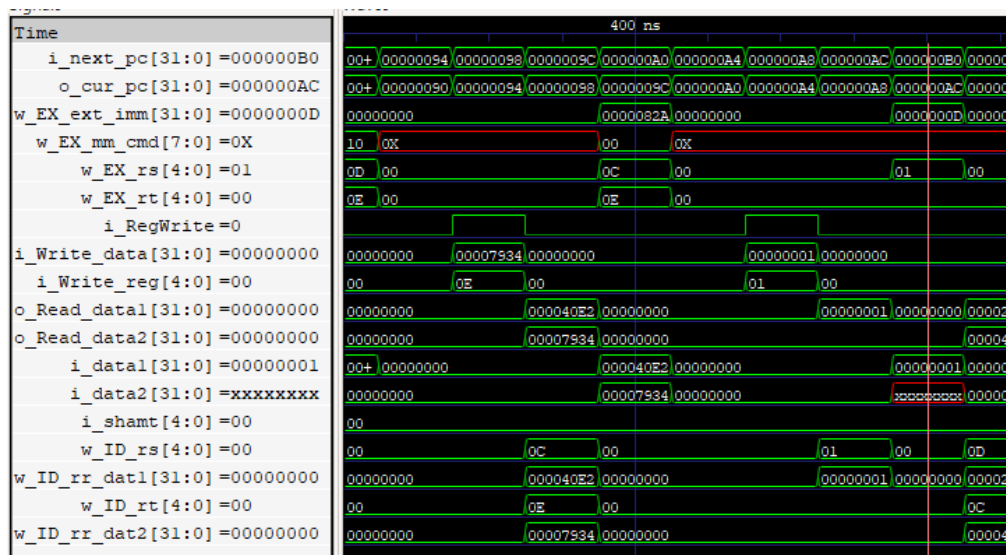 400 ns
Time
i_next_pc[31:0] =000000B0 00+ 00000094 00000098 0000009C 000000A0 000000A4 000000A8 000000AC 000000B0 00000
o_cur_pc[31:0] =000000AC 00+ 00000090 00000094 00000098 0000009C 000000A0 000000A4 000000A8 000000AC 00000
w_EX_ext_imm[31:0] =0000000D 00000000 0000082A 00000000 0000000D 00000
w_EX_mm_cmd[7:0] =0X 10 0X 00 0X
w_EX_rs[4:0] =01 0D 00 0C 00 01 00
w_EX_rt[4:0] =00 0E 00 0E 00
i_RegWrite =0
i_Write_data[31:0] =00000000 00000000 00007934 00000000 00000001 00000000
i_Write_reg[4:0] =00 00 0E 00 01 00
o_Read_data1[31:0] =00000000 00000000 000040E2 00000000 00000001 00000000 00002
o_Read_data2[31:0] =00000000 00000000 00007934 00000000 00004
i_data1[31:0] =00000001 00+ 00000000 000040E2 00000000 00000001 00000
i_data2[31:0] =xxxxxxxx 00000000 00007934 00000000 xxxxxxxx 00000
i_shamt[4:0] =00 00
w_ID_rs[4:0] =00 00 0C 00 01 00 0D
w_ID_rr_dat1[31:0] =00000000 00000000 000040E2 00000000 00000001 00000000 00002
w_ID_rt[4:0] =00 00 0E 00 0C
w_ID_rr_dat2[31:0] =00000000 00000000 00007934 00000000 00004